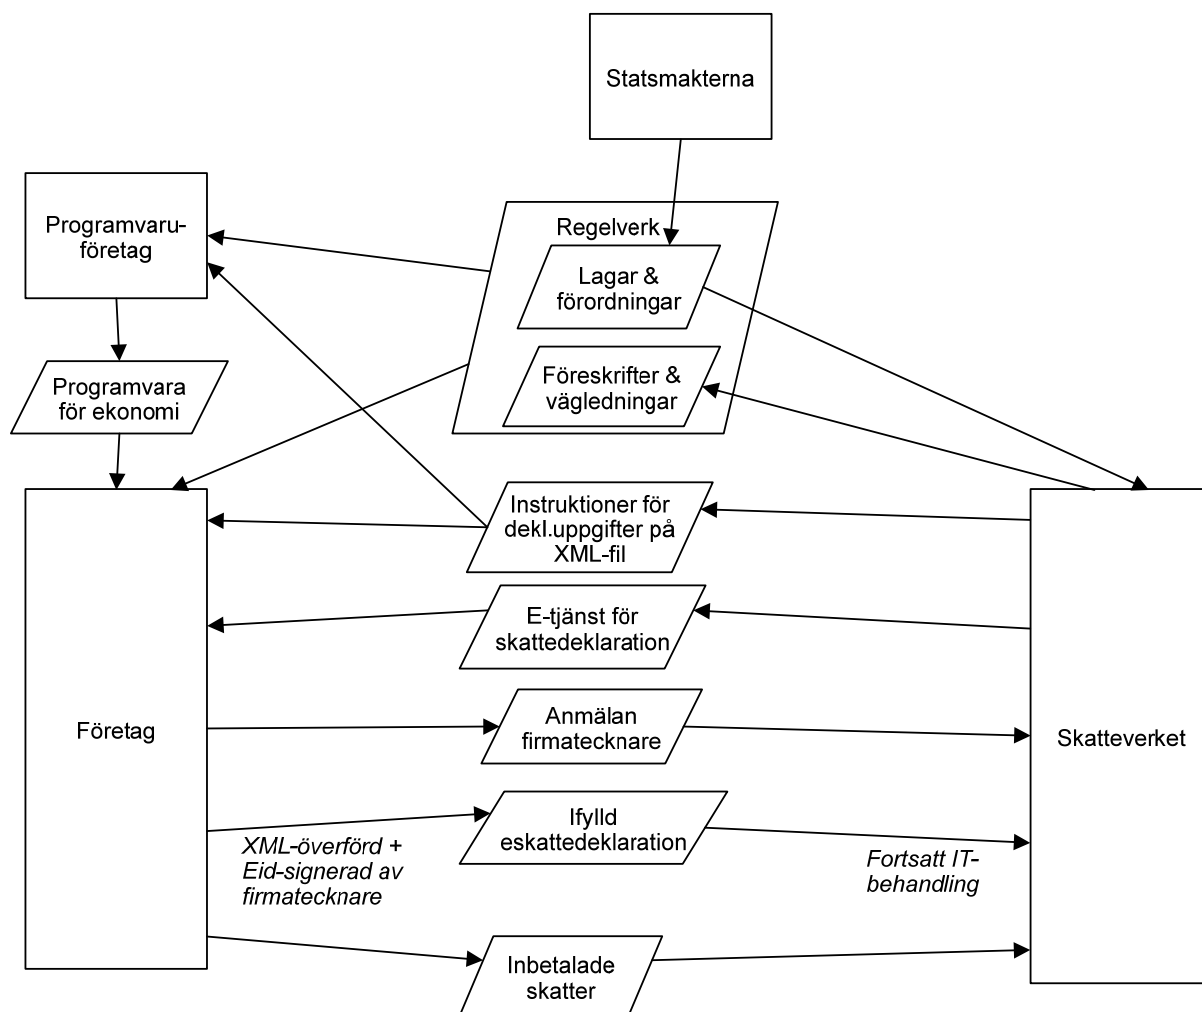 Statsmakterna
Programvaru-
företag
Regelverk
Lagar &
förordningar
Programvara
för ekonomi
Föreskrifter &
vägledningar
Instruktioner för
dekl.uppgifter på
XML-fil
E-tjänst för
skattedeklaration
Företag
Anmälan
firmatecknare
Skatteverket
Ifylld
eskattedeklaration
XML-överförd +
Eid-signerad av
firmatecknare
Fortsatt IT-
behandling
Inbetalade
skatter